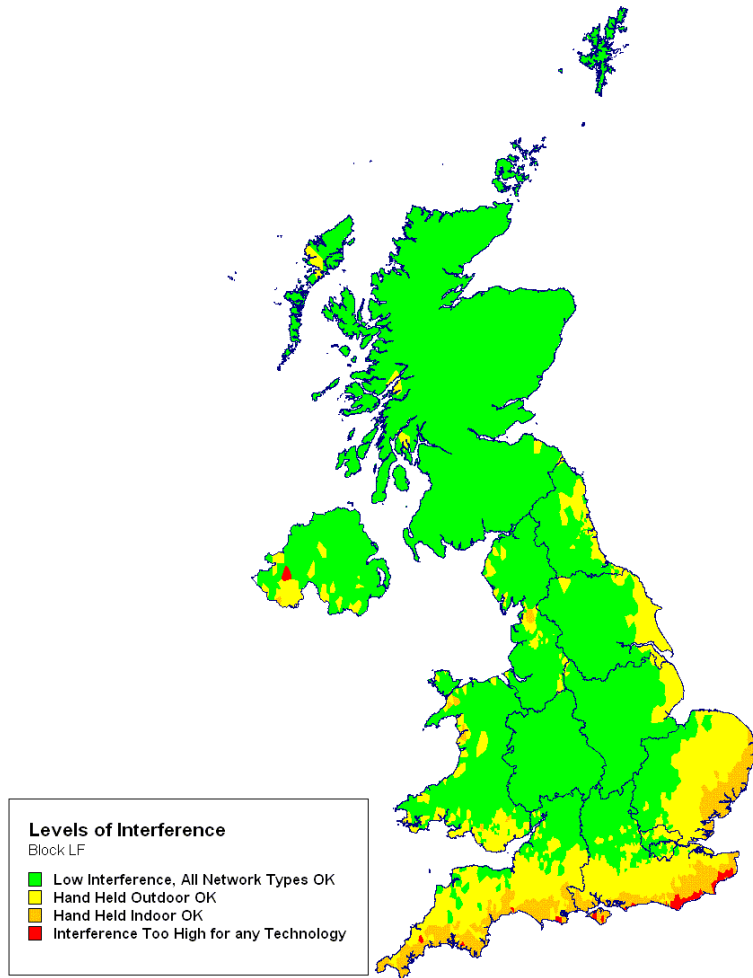 Levels of Interference
Block LF
Low Interference, All Network Types OK
Hand Held Outdoor OK
Hand Held Indoor OK
Interference Too High for any Technology